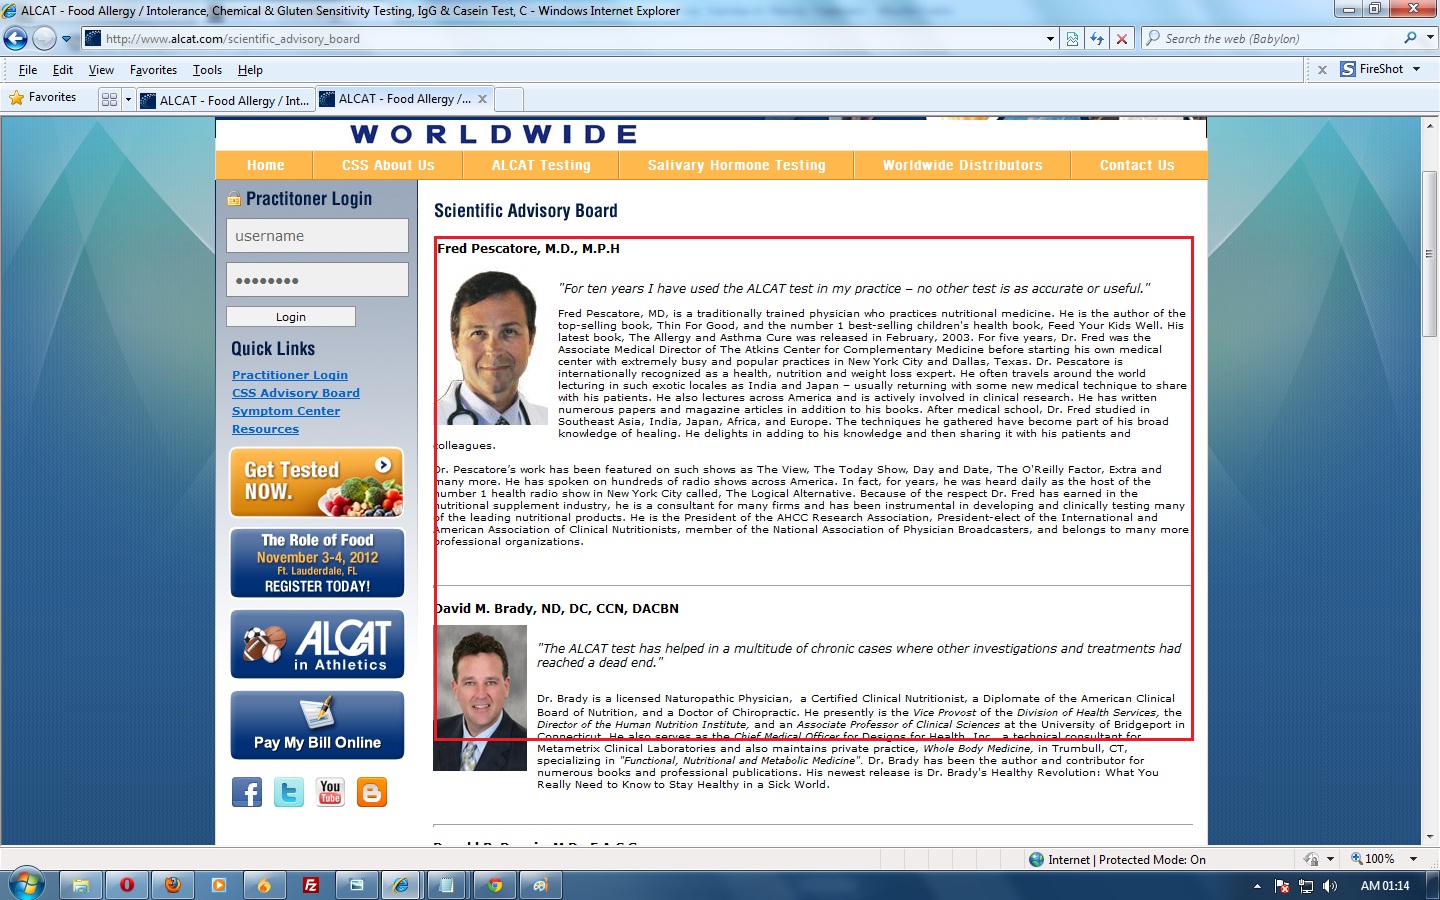 ALCAT - Food Allergy / Intolerance, Chemical & Gluten Sensitivity Testing, IgG & Casein Test, C - Windows Internet Explorer
http://www.alcat.com/scientific_advisory_board
Search the web (Babylon)
File Edit View Favorites Tools Help
x FireShot
Favorites
ALCAT - Food Allergy / Int...
ALCAT - Food Allergy /...
WORLDWIDE
Home CSS About Us ALCAT Testing Salivary Hormone Testing Worldwide Distributors Contact Us
Practitoner Login
username
Login
Quick Links
Practitioner Login
CSS Advisory Board
Symptom Center
Resources
Get Tested
NOW.
The Role of Food
November 3-4, 2012
Ft. Lauderdale, FL
REGISTER TODAY!
ALCAT
in Athletics
Pay My Bill Online
You
Tube
Scientific Advisory Board
Fred Pescatore, M.D., M.P.H
"For ten years I have used the ALCAT test in my practice – no other test is as accurate or useful."
Fred Pescatore, MD, is a traditionally trained physician who practices nutritional medicine. He is the author of the
top-selling book, Thin For Good, and the number 1 best-selling children's health book, Feed Your Kids Well. His
latest book, The Allergy and Asthma Cure was released in February, 2003. For five years, Dr. Fred was the
Associate Medical Director of The Atkins Center for Complementary Medicine before starting his own medical
center with extremely busy and popular practices in New York City and Dallas, Texas. Dr. Pescatore is
internationally recognized as a health, nutrition and weight loss expert. He often travels around the world
lecturing in such exotic locales as India and Japan – usually returning with some new medical technique to share
with his patients. He also lectures across America and is actively involved in clinical research. He has written
numerous papers and magazine articles in addition to his books. After medical school, Dr. Fred studied in
Southeast Asia, India, Japan, Africa, and Europe. The techniques he gathered have become part of his broad
knowledge of healing. He delights in adding to his knowledge and then sharing it with his patients and
colleagues.
Dr. Pescatore's work has been featured on such shows as The View, The Today Show, Day and Date, The O'Reilly Factor, Extra and
many more. He has spoken on hundreds of radio shows across America. In fact, for years, he was heard daily as the host of the
number 1 health radio show in New York City called, The Logical Alternative. Because of the respect Dr. Fred has earned in the
nutritional supplement industry, he is a consultant for many firms and has been instrumental in developing and clinically testing many
of the leading nutritional products. He is the President of the AHCC Research Association, President-elect of the International and
American Association of Clinical Nutritionists, member of the National Association of Physician Broadcasters, and belongs to many more
professional organizations.
David M. Brady, ND, DC, CCN, DACBN
"The ALCAT test has helped in a multitude of chronic cases where other investigations and treatments had
reached a dead end."
Dr. Brady is a licensed Naturopathic Physician, a Certified Clinical Nutritionist, a Diplomate of the American Clinical
Board of Nutrition, and a Doctor of Chiropractic. He presently is the Vice Provost of the Division of Health Services, the
Director of the Human Nutrition Institute, and an Associate Professor of Clinical Sciences at the University of Bridgeport in
Connecticut. He also serves as the Chief Medical Officer for Designs for Health, Inc., a technical consultant for
Metametrix Clinical Laboratories and also maintains private practice, Whole Body Medicine, in Trumbull, CT,
specializing in "Functional, Nutritional and Metabolic Medicine". Dr. Brady has been the author and contributor for
numerous books and professional publications. His newest release is Dr. Brady's Healthy Revolution: What You
Really Need to Know to Stay Healthy in a Sick World.
Internet | Protected Mode: On
100%
AM 01:14